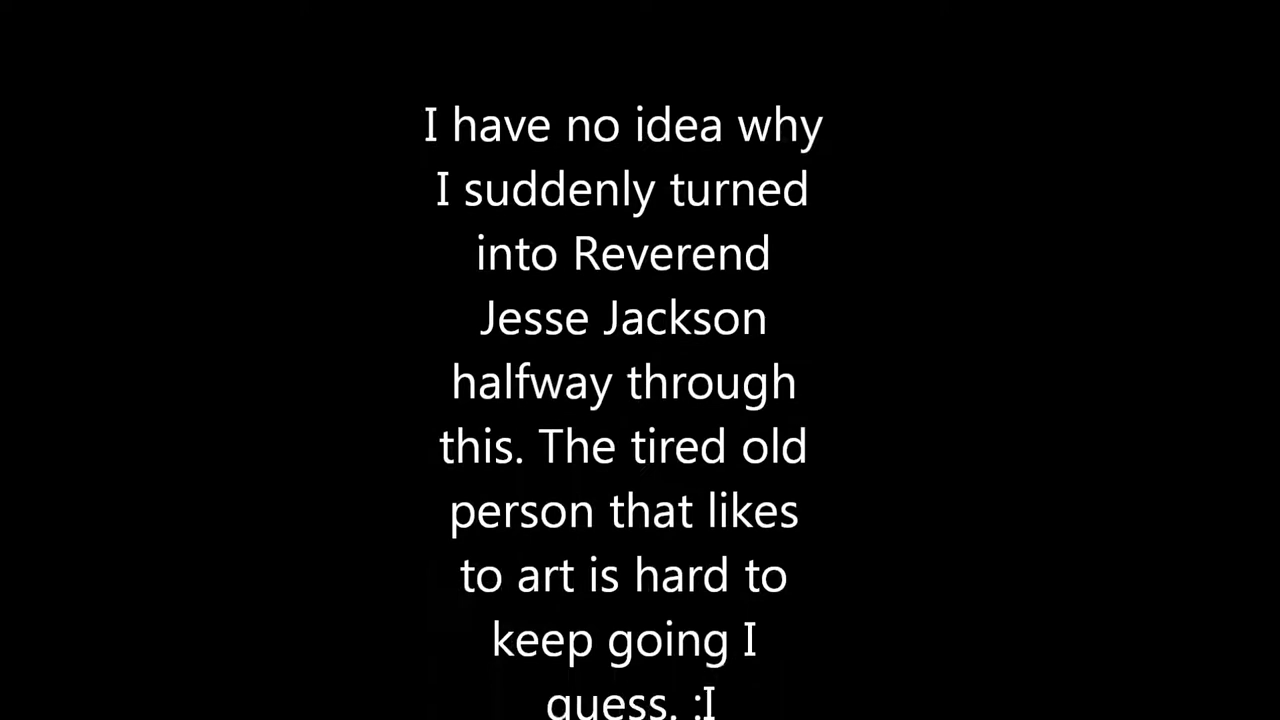 I have no idea why
I suddenly turned
into Reverend
Jesse Jackson
halfway through
this. The tired old
person that likes
to art is hard to
keep going I
guess. :I